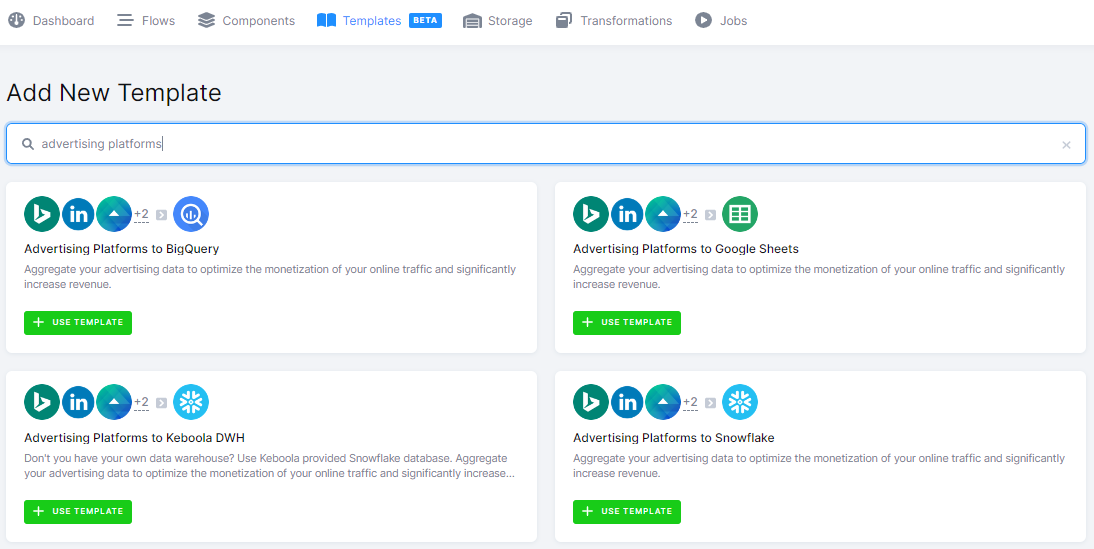 Dashboard Flows Components Templates BETA Storage Transformations Jobs
Add New Template
advertising platforms
+2
Advertising Platforms to BigQuery
Aggregate your advertising data to optimize the monetization of your online traffic and significantly
increase revenue.
USE TEMPLATE
+2
Advertising Platforms to Google Sheets
Aggregate your advertising data to optimize the monetization of your online traffic and significantly
increase revenue.
USE TEMPLATE
+2
Advertising Platforms to Keboola DWH
Don't you have your own data warehouse? Use Keboola provided Snowflake database. Aggregate
your advertising data to optimize the monetization of your online traffic and significantly increase...
USE TEMPLATE
+2
Advertising Platforms to Snowflake
Aggregate your advertising data to optimize the monetization of your online traffic and significantly
increase revenue.
USE TEMPLATE